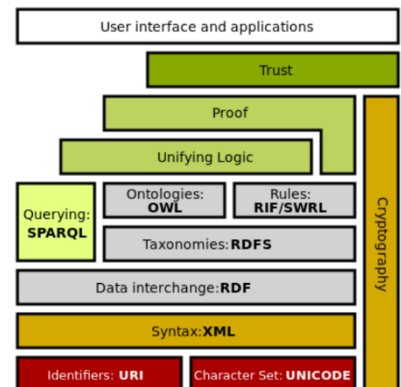 User interface and applications
Trust
Proof
Unifying Logic
Querying:
SPARQL
Ontologies:
OWL
Rules:
RIF/SWRL
Taxonomies:RDFS
Cryptography
Data interchange:RDF
Syntax:XML
Identifiers: URI
Character Set: UNICODE